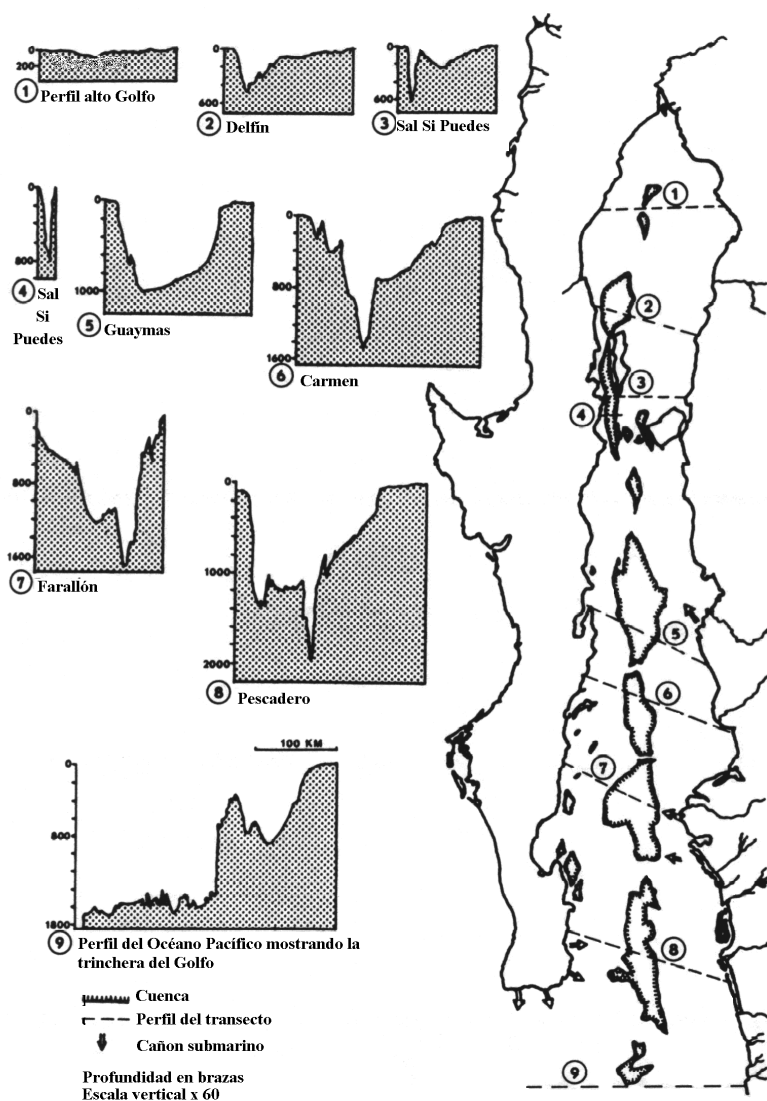 0
200
1 Perfil alto Golfo
0
600
2 Delfín
0
600
3 Sal Si Puedes
0
800
4 Sal
Si
Puedes
0
1000
5 Guaymas
0
800
1600
6 Carmen
0
800
1600
7 Farallón
0
1000
2000
8 Pescadero
100 KM
0
800
1800
9 Perfil del Océano Pacífico mostrando la
trinchera del Golfo
Cuenca
Perfil del transecto
Cañon submarino
Profundidad en brazas
Escala vertical x 60
1
2
3
4
5
6
7
8
9